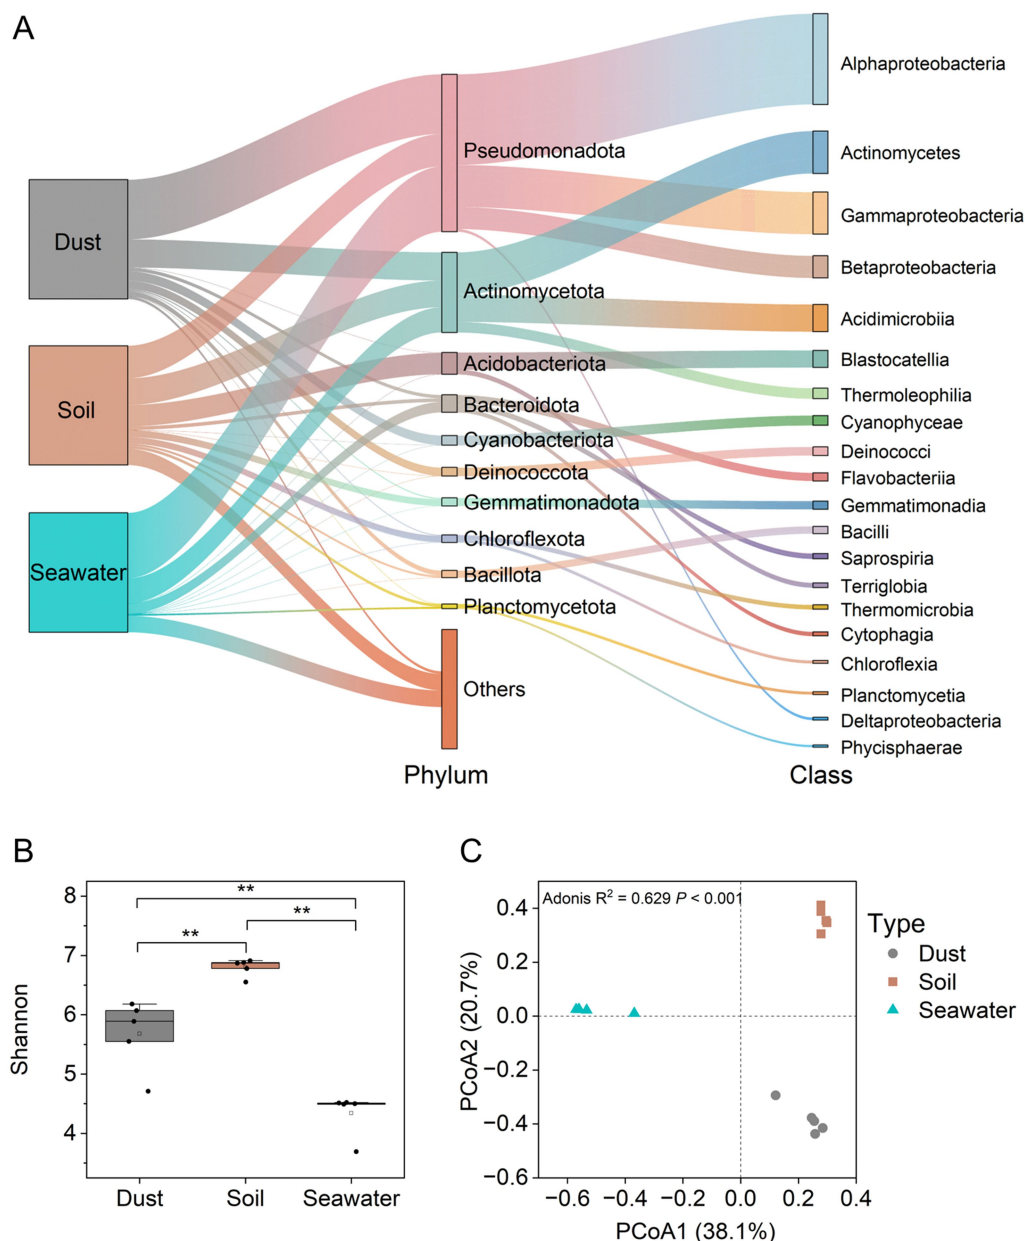 A
Dust
Soil
Seawater
Pseudomonadota
Actinomycetota
Acidobacteriota
Bacteroidota
Cyanobacteriota
Deinococcota
Gemmatimonadota
Chloroflexota
Bacillota
Planctomycetota
Others
Phylum
Alphaproteobacteria
Actinomycetes
Gammaproteobacteria
Betaproteobacteria
Acidimicrobiia
Blastocatellia
Thermoleophilia
Cyanophyceae
Deinococci
Flavobacteriia
Gemmatimonadia
Bacilli
Saprospiria
Terriglobia
Thermomicrobia
Cytophagia
Chloroflexia
Planctomycetia
Deltaproteobacteria
Phycisphaerae
Class
B
Shannon
8
7
6
5
4
**
**
**
Dust Soil Seawater
C
Adonis R² = 0.629 P < 0.001
PCoA2 (20.7%)
0.4
0.2
0.0
−0.2
−0.4
−0.6
−0.6 −0.4 −0.2 0.0 0.2 0.4
PCoA1 (38.1%)
Type
Dust
Soil
Seawater